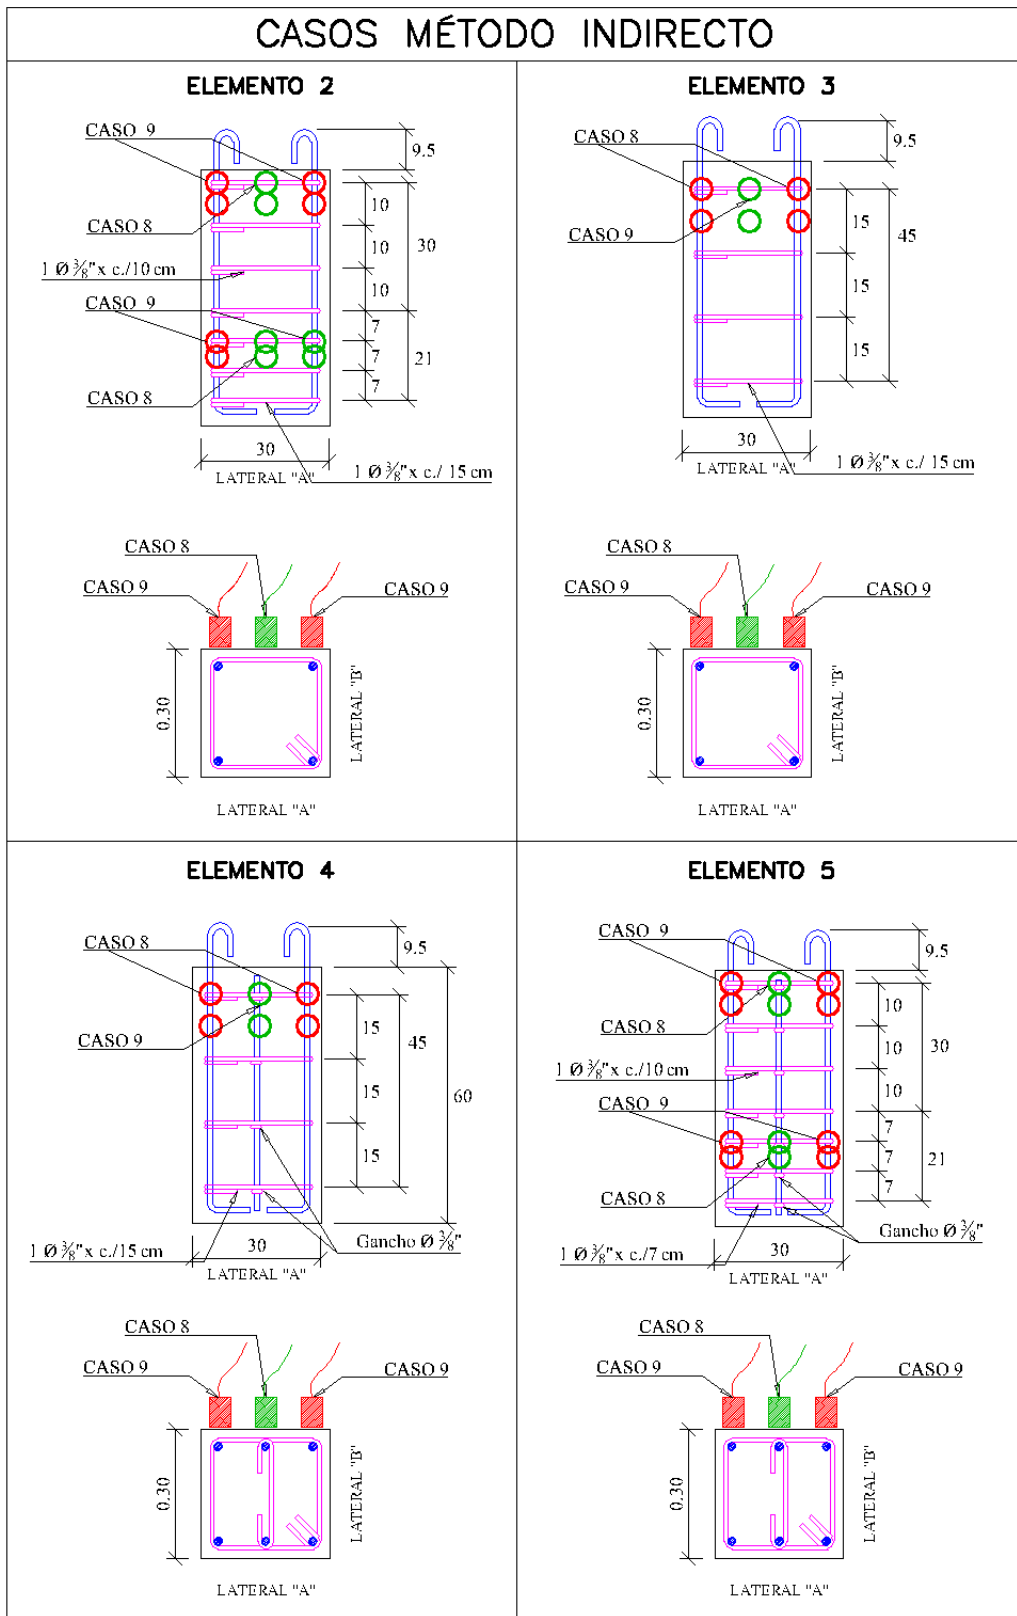 CASOS MÉTODO INDIRECTO
ELEMENTO 2
CASO 9
9.5
10
CASO 8
10
30
1 Ø ⅜" x c./10 cm
10
CASO 9
7
7
21
7
CASO 8
30
LATERAL "A"
1 Ø ⅜" x c./ 15 cm
CASO 8
CASO 9
CASO 9
0.30
LATERAL "B"
LATERAL "A"
ELEMENTO 3
CASO 8
9.5
15
45
CASO 9
15
15
30
LATERAL "A"
1 Ø ⅜" x c./ 15 cm
CASO 8
CASO 9
CASO 9
0.30
LATERAL "B"
LATERAL "A"
ELEMENTO 4
CASO 8
9.5
15
45
CASO 9
15
60
15
1 Ø ⅜" x c./15 cm
30
Gancho Ø ⅜"
LATERAL "A"
CASO 8
CASO 9
CASO 9
0.30
LATERAL "B"
LATERAL "A"
ELEMENTO 5
CASO 9
9.5
10
CASO 8
10
30
1 Ø ⅜" x c./10 cm
10
CASO 9
7
7
21
7
CASO 8
Gancho Ø ⅜"
1 Ø ⅜" x c./7 cm
30
LATERAL "A"
CASO 8
CASO 9
CASO 9
0.30
LATERAL "B"
LATERAL "A"